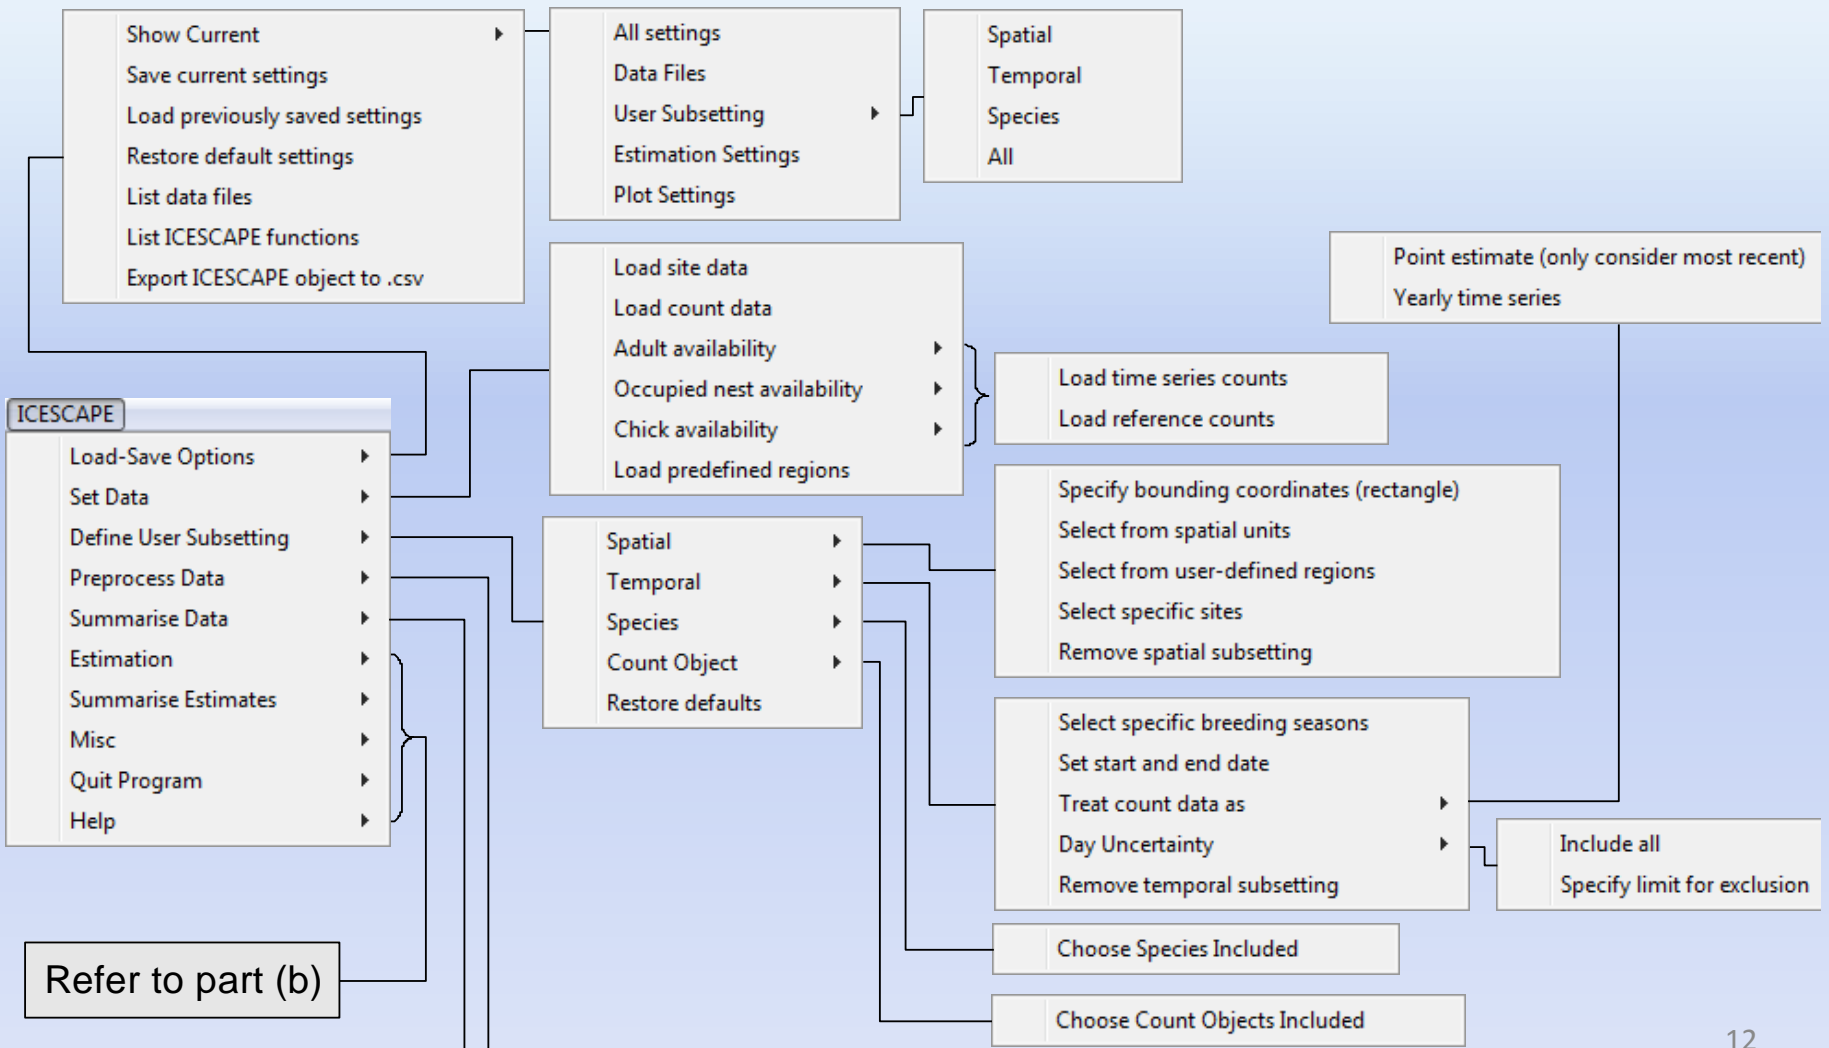 Show Current
Save current settings
Load previously saved settings
Restore default settings
List data files
List ICESCAPE functions
Export ICESCAPE object to .csv
All settings
Data Files
User Subsetting
Estimation Settings
Plot Settings
Spatial
Temporal
Species
All
Load site data
Load count data
Adult availability
Occupied nest availability
Chick availability
Load predefined regions
Load time series counts
Load reference counts
Point estimate (only consider most recent)
Yearly time series
ICESCAPE
Load-Save Options
Set Data
Define User Subsetting
Preprocess Data
Summarise Data
Estimation
Summarise Estimates
Misc
Quit Program
Help
Spatial
Temporal
Species
Count Object
Restore defaults
Specify bounding coordinates (rectangle)
Select from spatial units
Select from user-defined regions
Select specific sites
Remove spatial subsetting
Select specific breeding seasons
Set start and end date
Treat count data as
Day Uncertainty
Remove temporal subsetting
Include all
Specify limit for exclusion
Choose Species Included
Choose Count Objects Included
Refer to part (b)
12